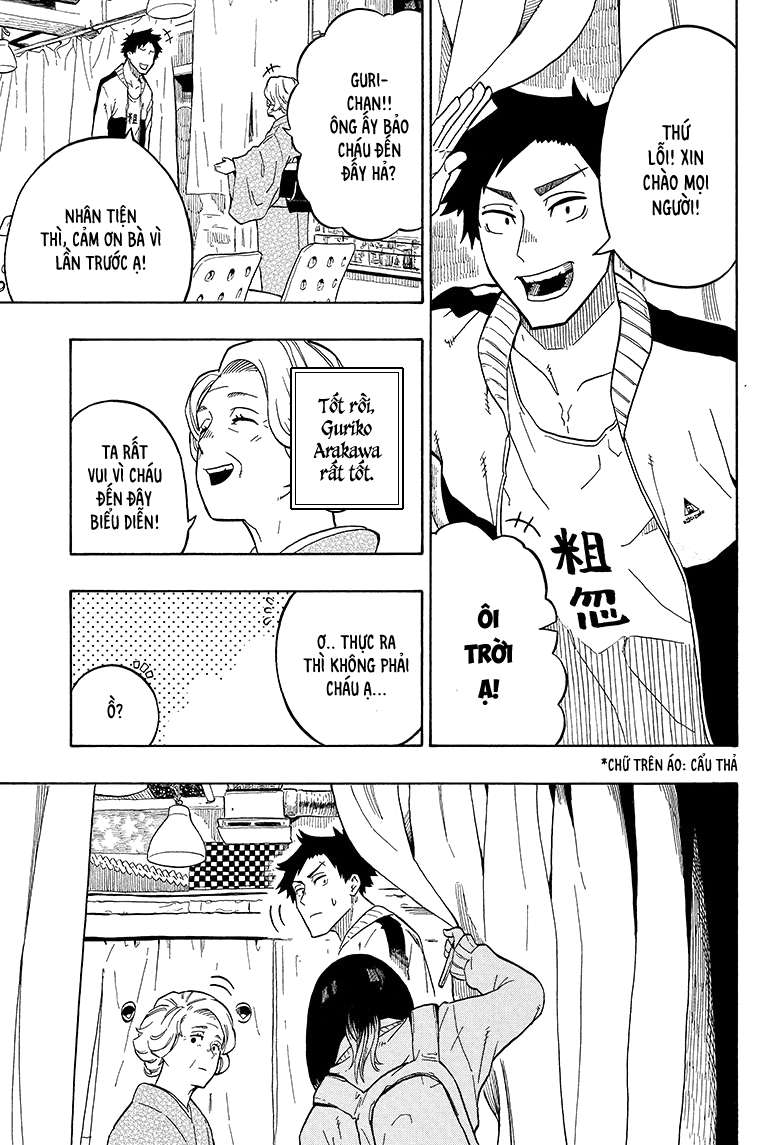 THỨ
LỖI! XIN
CHÀO MỌI
NGƯỜI!
粗
忽
ÔI
TRỜI
Ạ!
*CHỮ TRÊN ÁO: CẨU THẢ
GURI-
CHAN!!
ÔNG ẤY BẢO
CHÁU ĐẾN
ĐẤY HẢ?
粗
NHÂN TIỆN
THÌ, CẢM ƠN BÀ VÌ
LẦN TRƯỚC Ạ!
Tốt rồi,
Guriko
Arakawa
rất tốt.
TA RẤT
VUI VÌ CHÁU
ĐẾN ĐÂY
BIỂU DIỄN!
Ơ.. THỰC RA
THÌ KHÔNG PHẢI
CHÁU Ạ...
Ồ?